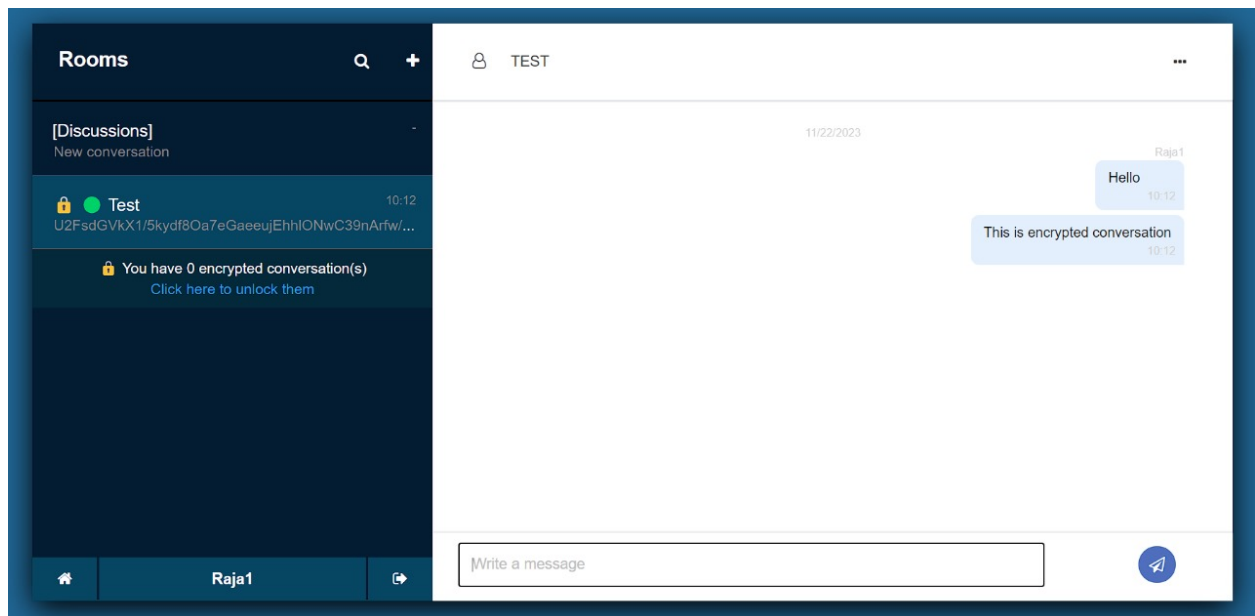 Rooms
[Discussions]
-
New conversation
Test
10:12
U2FsdGVkX1/5kydf8Oa7eGaeeujEhhlONwC39nArfw/...
You have 0 encrypted conversation(s)
Click here to unlock them
Raja1
TEST
11/22/2023
Raja1
Hello
10:12
This is encrypted conversation
10:12
Write a message